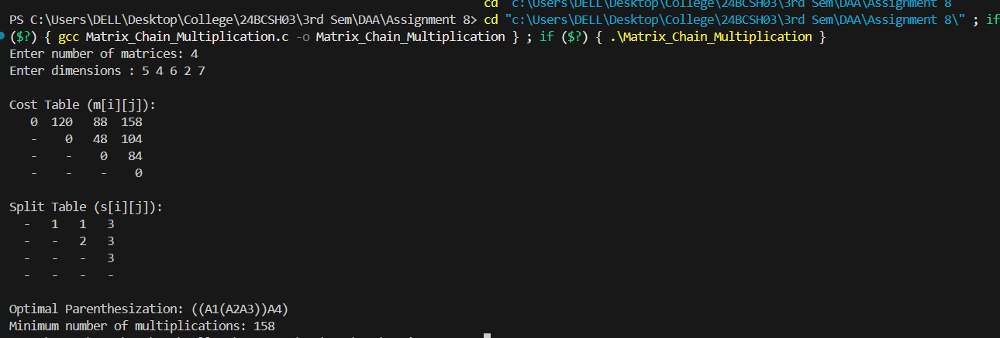 cd "c:\Users\DELL\Desktop\College\24BCSH03\3rd Sem\DAA\Assignment 8
PS C:\Users\DELL\Desktop\College\24BCSH03\3rd Sem\DAA\Assignment 8> cd "c:\Users\DELL\Desktop\College\24BCSH03\3rd Sem\DAA\Assignment 8\" ; if
($?) { gcc Matrix_Chain_Multiplication.c -o Matrix_Chain_Multiplication } ; if ($?) { .\Matrix_Chain_Multiplication }
Enter number of matrices: 4
Enter dimensions : 5 4 6 2 7
Cost Table (m[i][j]):
0 120 88 158
- 0 48 104
- - 0 84
- - - 0
Split Table (s[i][j]):
- 1 1 3
- - 2 3
- - - 3
- - - -
Optimal Parenthesization: ((A1(A2A3))A4)
Minimum number of multiplications: 158